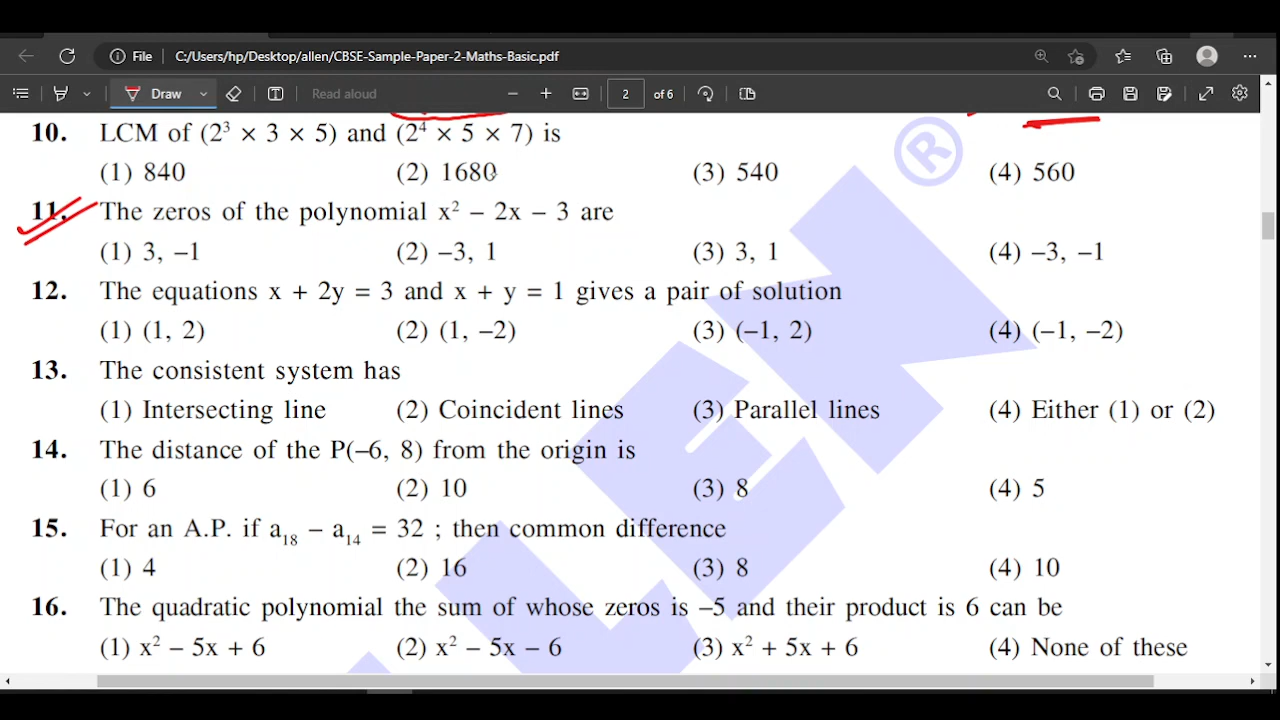 File C:/Users/hp/Desktop/allen/CBSE-Sample-Paper-2-Maths-Basic.pdf
Draw Read aloud 2 of 6
10. LCM of (2³ × 3 × 5) and (2⁴ × 5 × 7) is
(1) 840 (2) 1680 (3) 540 (4) 560
11. The zeros of the polynomial x² – 2x – 3 are
(1) 3, –1 (2) –3, 1 (3) 3, 1 (4) –3, –1
12. The equations x + 2y = 3 and x + y = 1 gives a pair of solution
(1) (1, 2) (2) (1, –2) (3) (–1, 2) (4) (–1, –2)
13. The consistent system has
(1) Intersecting line (2) Coincident lines (3) Parallel lines (4) Either (1) or (2)
14. The distance of the P(–6, 8) from the origin is
(1) 6 (2) 10 (3) 8 (4) 5
15. For an A.P. if a₁₈ – a₁₄ = 32 ; then common difference
(1) 4 (2) 16 (3) 8 (4) 10
16. The quadratic polynomial the sum of whose zeros is –5 and their product is 6 can be
(1) x² – 5x + 6 (2) x² – 5x – 6 (3) x² + 5x + 6 (4) None of these
LEN®